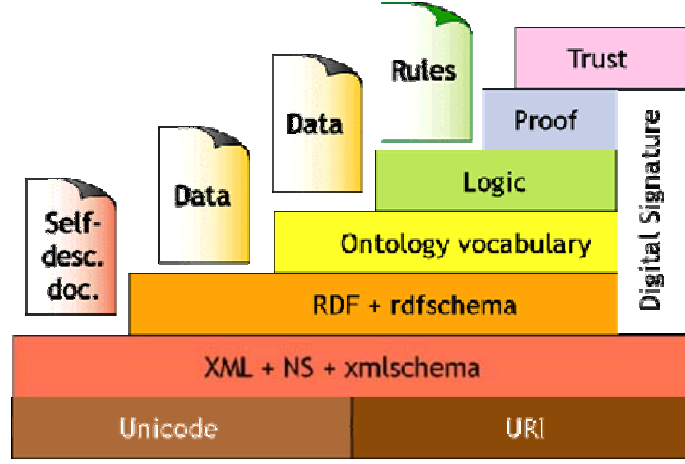 Trust
Rules
Proof
Data
Logic
Data
Self-
desc.
doc.
Ontology vocabulary
Digital Signature
RDF + rdfschema
XML + NS + xmlschema
Unicode
URI